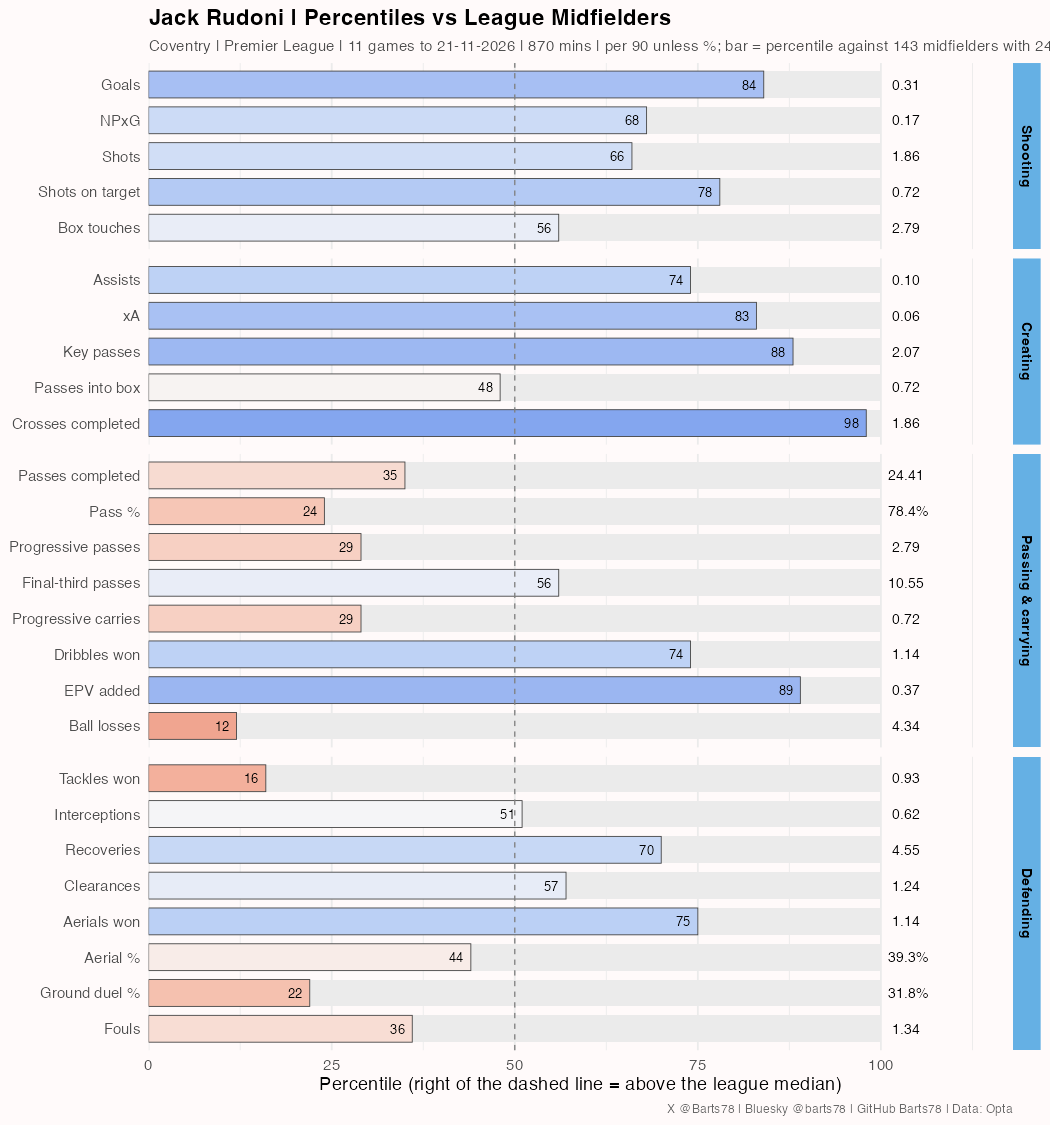 Jack Rudoni | Percentiles vs League Midfielders
Coventry | Premier League | 11 games to 21-11-2026 | 870 mins | per 90 unless %; bar = percentile against 143 midfielders with 24
Goals 84 0.31
NPxG 68 0.17
Shots 66 1.86
Shots on target 78 0.72
Box touches 56 2.79
Shooting
Assists 74 0.10
xA 83 0.06
Key passes 88 2.07
Passes into box 48 0.72
Crosses completed 98 1.86
Creating
Passes completed 35 24.41
Pass % 24 78.4%
Progressive passes 29 2.79
Final-third passes 56 10.55
Progressive carries 29 0.72
Dribbles won 74 1.14
EPV added 89 0.37
Ball losses 12 4.34
Passing & carrying
Tackles won 16 0.93
Interceptions 51 0.62
Recoveries 70 4.55
Clearances 57 1.24
Aerials won 75 1.14
Aerial % 44 39.3%
Ground duel % 22 31.8%
Fouls 36 1.34
Defending
0 25 50 75 100
Percentile (right of the dashed line = above the league median)
X @Barts78 | Bluesky @barts78 | GitHub Barts78 | Data: Opta